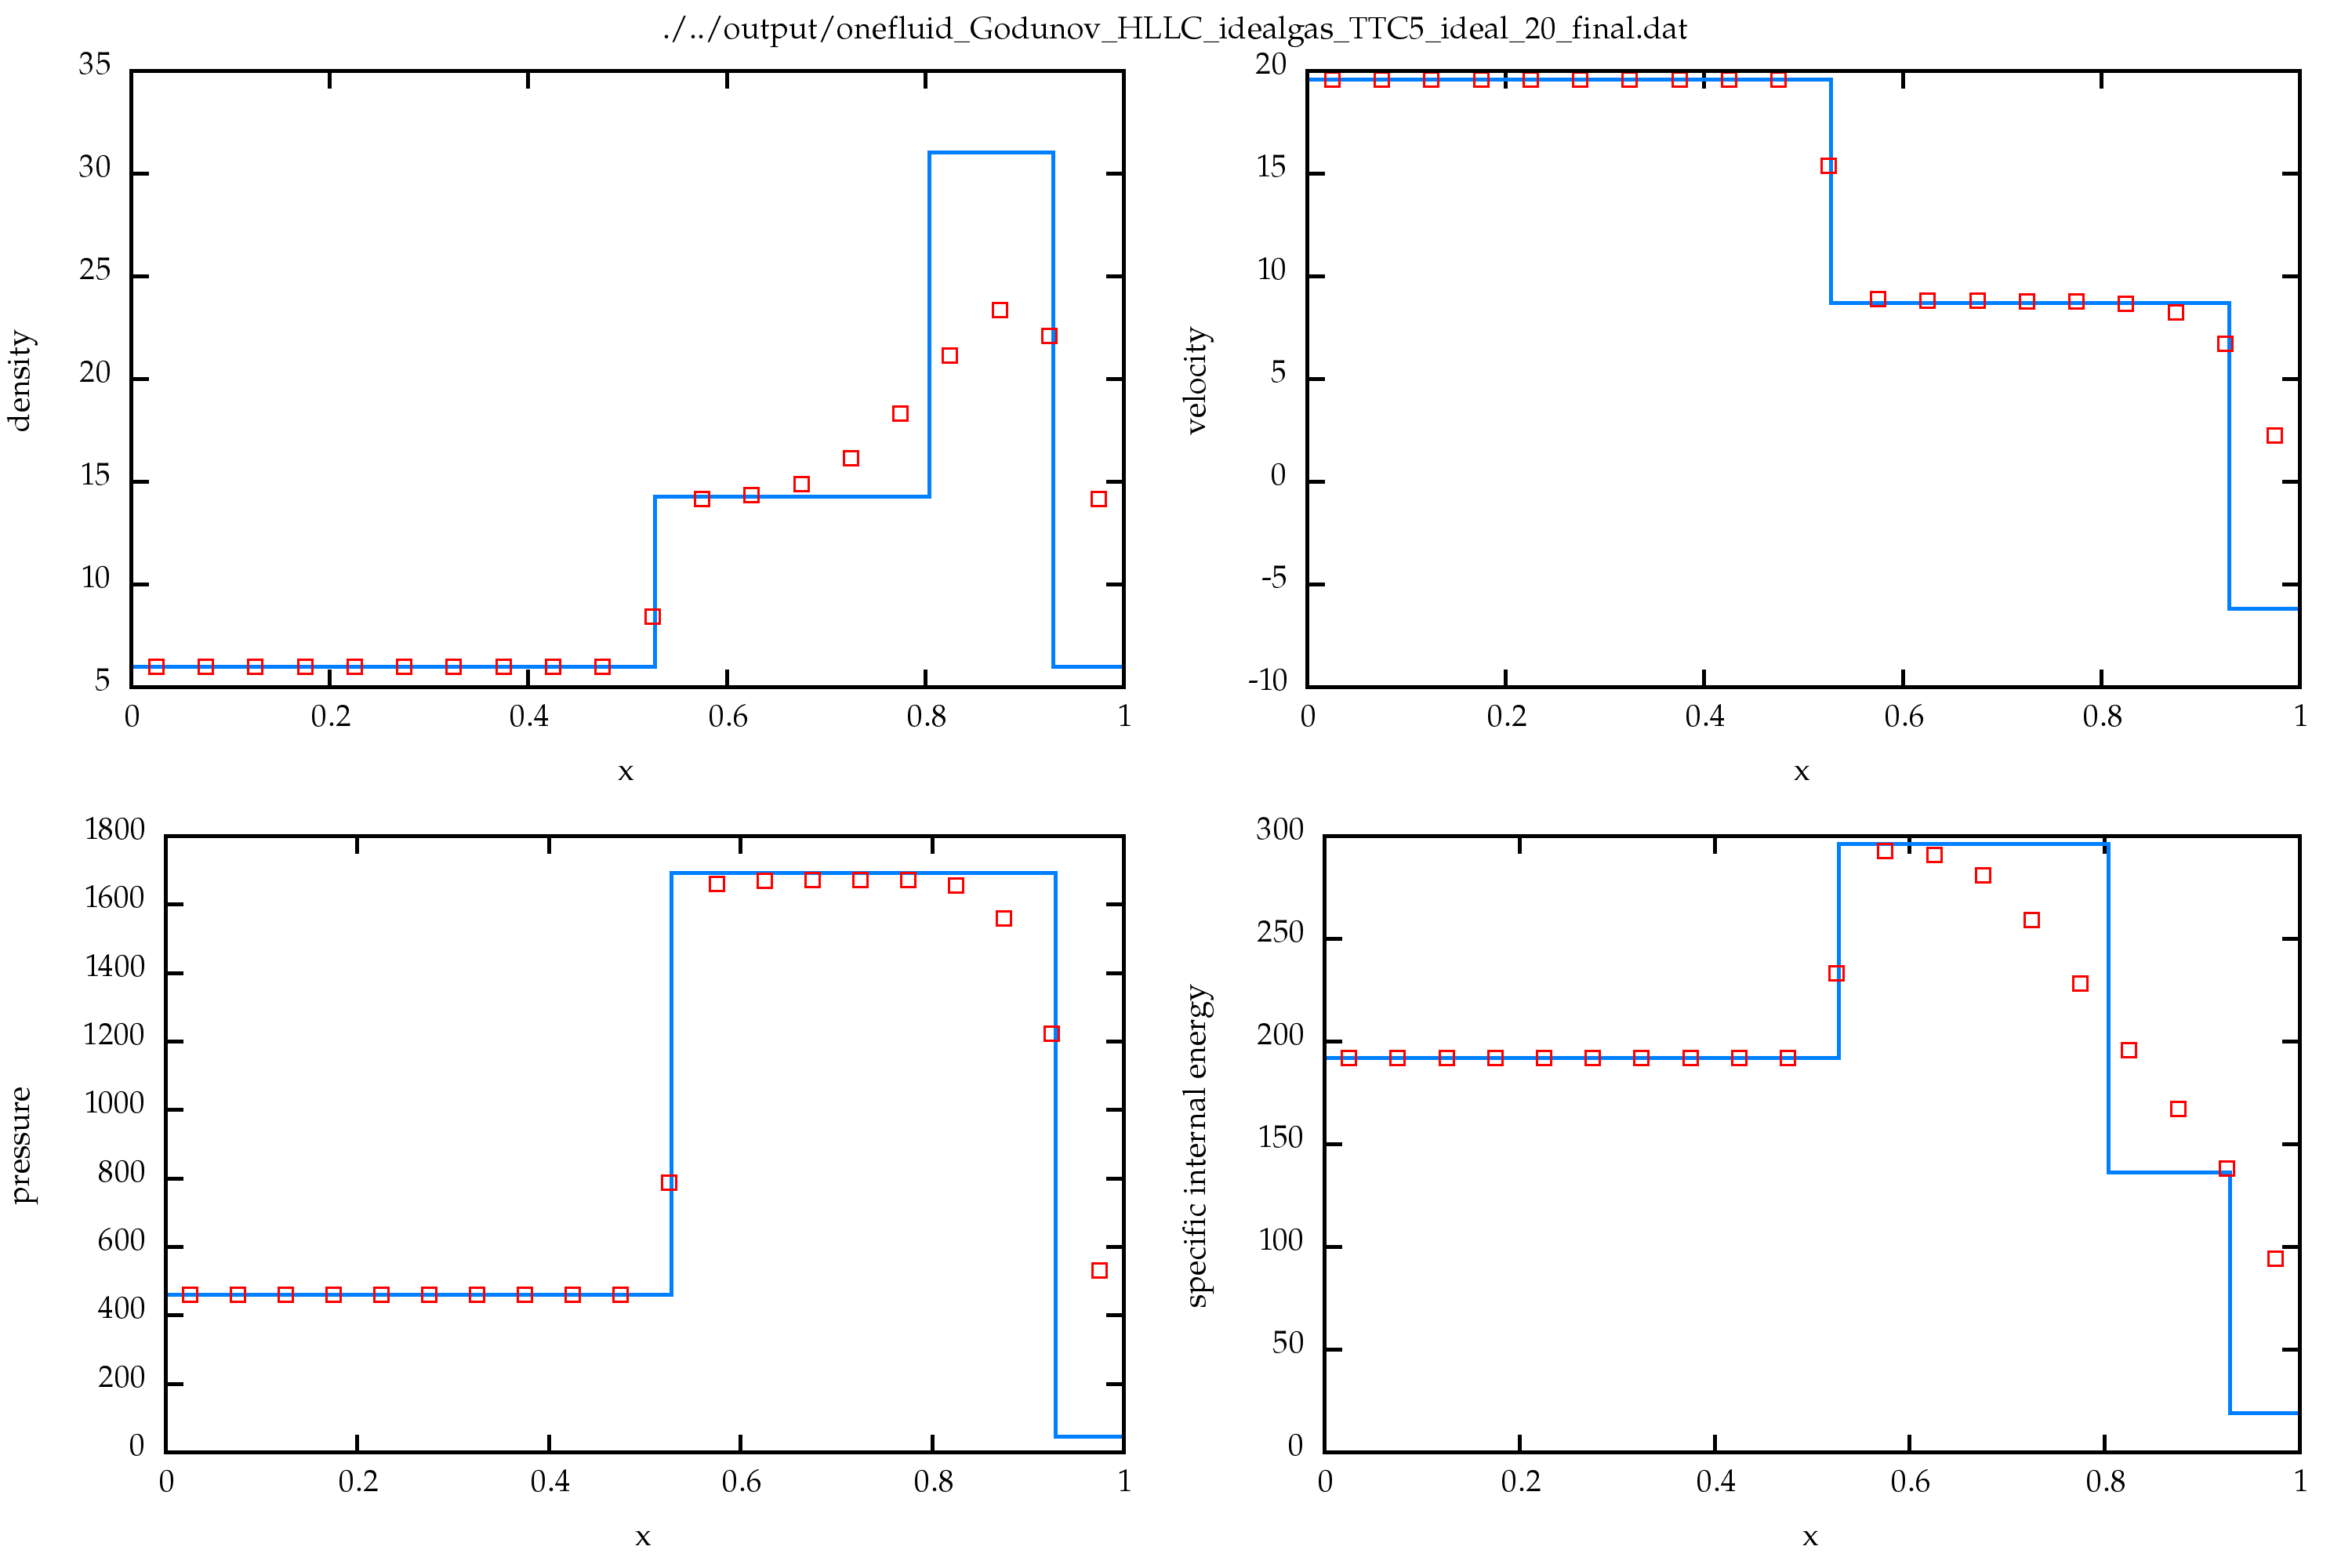 ./../output/onefluid_Godunov_HLLC_idealgas_TTC5_ideal_20_final.dat
35
30
25
20
15
10
5
density
0 0.2 0.4 0.6 0.8 1
x
20
15
10
5
0
-5
-10
velocity
0 0.2 0.4 0.6 0.8 1
x
1800
1600
1400
1200
1000
800
600
400
200
0
pressure
0 0.2 0.4 0.6 0.8 1
x
300
250
200
150
100
50
0
specific internal energy
0 0.2 0.4 0.6 0.8 1
x